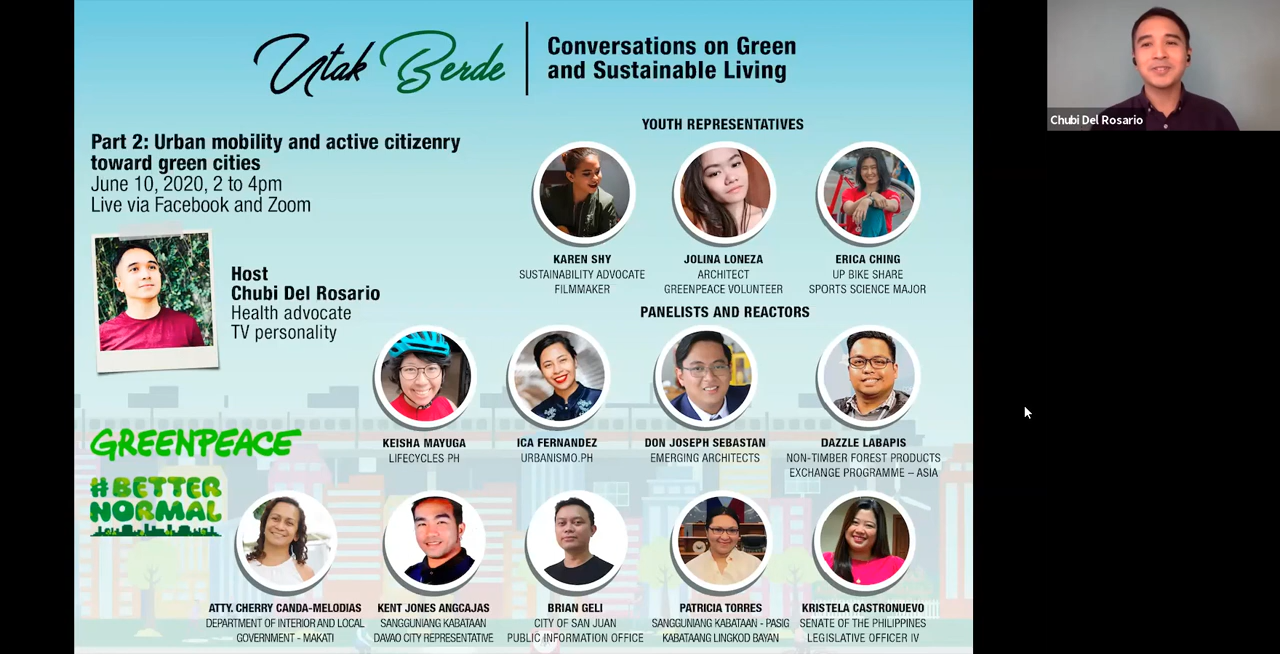 Utak Berde
Conversations on Green
and Sustainable Living
Part 2: Urban mobility and active citizenry
toward green cities
June 10, 2020, 2 to 4pm
Live via Facebook and Zoom
Host
Chubi Del Rosario
Health advocate
TV personality
GREENPEACE
#BETTER
NORMAL
YOUTH REPRESENTATIVES
KAREN SHY
SUSTAINABILITY ADVOCATE
FILMMAKER
JOLINA LONEZA
ARCHITECT
GREENPEACE VOLUNTEER
ERICA CHING
UP BIKE SHARE
SPORTS SCIENCE MAJOR
PANELISTS AND REACTORS
KEISHA MAYUGA
LIFECYCLES PH
ICA FERNANDEZ
URBANISMO.PH
DON JOSEPH SEBASTAN
EMERGING ARCHITECTS
DAZZLE LABAPIS
NON-TIMBER FOREST PRODUCTS
EXCHANGE PROGRAMME – ASIA
ATTY. CHERRY CANDA-MELODIAS
DEPARTMENT OF INTERIOR AND LOCAL
GOVERNMENT - MAKATI
KENT JONES ANGCAJAS
SANGGUNIANG KABATAAN
DAVAO CITY REPRESENTATIVE
BRIAN GELI
CITY OF SAN JUAN
PUBLIC INFORMATION OFFICE
PATRICIA TORRES
SANGGUNIANG KABATAAN - PASIG
KABATAANG LINGKOD BAYAN
KRISTELA CASTRONUEVO
SENATE OF THE PHILIPPINES
LEGISLATIVE OFFICER IV
Chubi Del Rosario